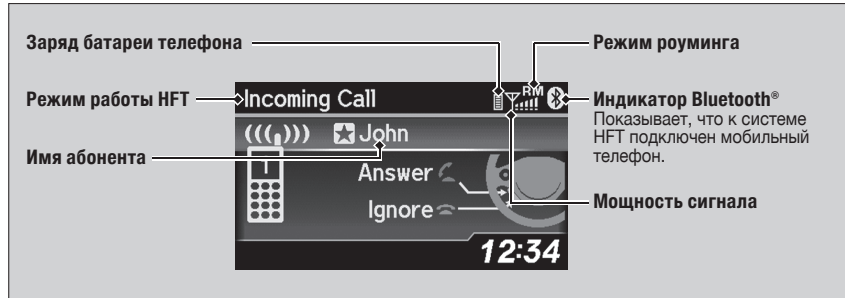 Заряд батареи телефона
Режим роуминга
Режим работы HFT
Incoming Call
RM
Индикатор Bluetooth®
Показывает, что к системе
HFT подключен мобильный
телефон.
Имя абонента
John
1
Answer
Ignore
Мощность сигнала
12:34